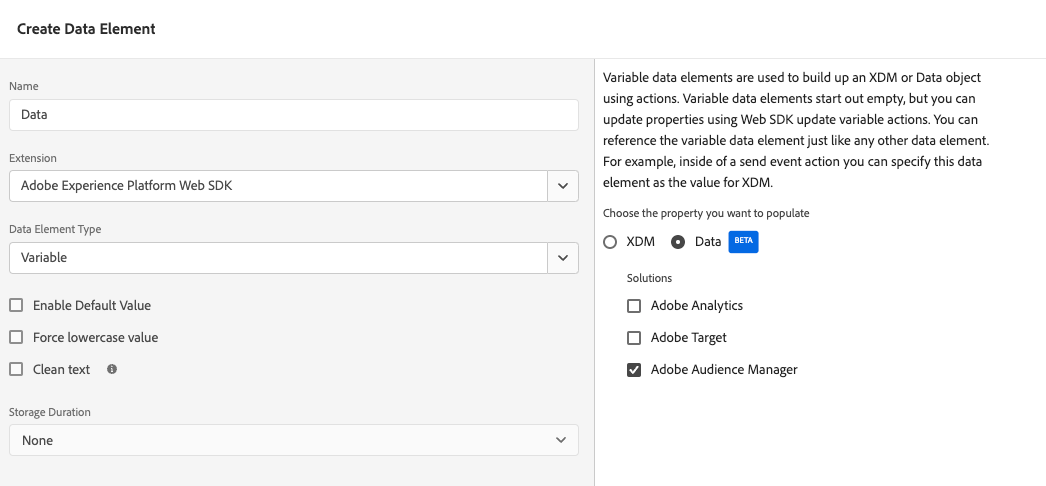 Create Data Element
Name
Data
Extension
Adobe Experience Platform Web SDK
Data Element Type
Variable
Enable Default Value
Force lowercase value
Clean text
Storage Duration
None
Variable data elements are used to build up an XDM or Data object
using actions. Variable data elements start out empty, but you can
update properties using Web SDK update variable actions. You can
reference the variable data element just like any other data element.
For example, inside of a send event action you can specify this data
element as the value for XDM.
Choose the property you want to populate
XDM Data BETA
Solutions
Adobe Analytics
Adobe Target
Adobe Audience Manager